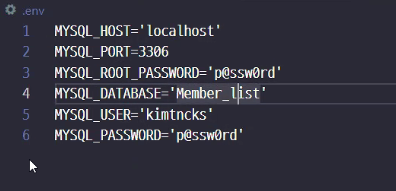 .env
1 MYSQL_HOST='localhost'
2 MYSQL_PORT=3306
3 MYSQL_ROOT_PASSWORD='p@ssw0rd'
4 MYSQL_DATABASE='Member_list'
5 MYSQL_USER='kimtncks'
6 MYSQL_PASSWORD='p@ssw0rd'